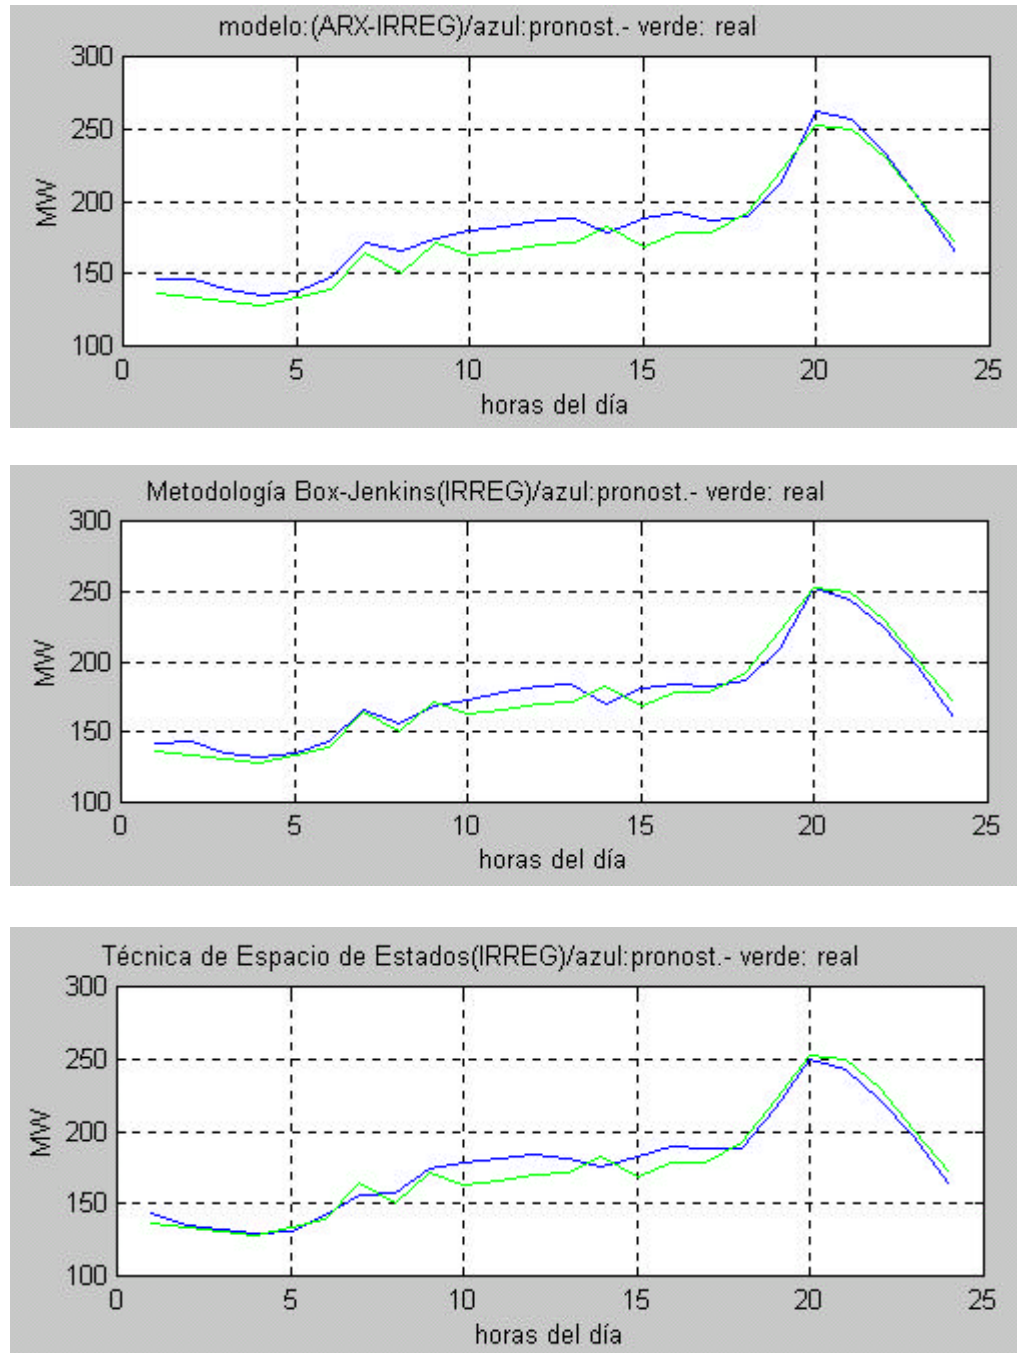 modelo:(ARX-IRREG)/azul:pronost.- verde: real
300
250
200
150
100
MW
0 5 10 15 20 25
horas del día
Metodología Box-Jenkins(IRREG)/azul:pronost.- verde: real
300
250
200
150
100
MW
0 5 10 15 20 25
horas del día
Técnica de Espacio de Estados(IRREG)/azul:pronost.- verde: real
300
250
200
150
100
MW
0 5 10 15 20 25
horas del día